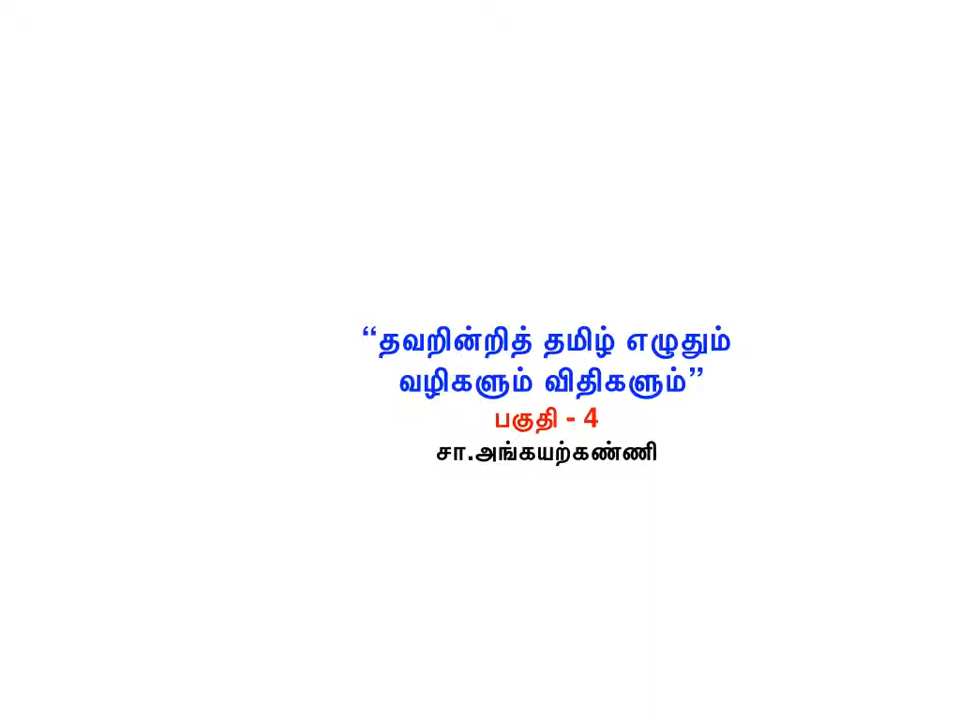 “தவறின்றித் தமிழ் எழுதும்
வழிகளும் விதிகளும்”
பகுதி - 4
சா.அங்கயற்கண்ணி